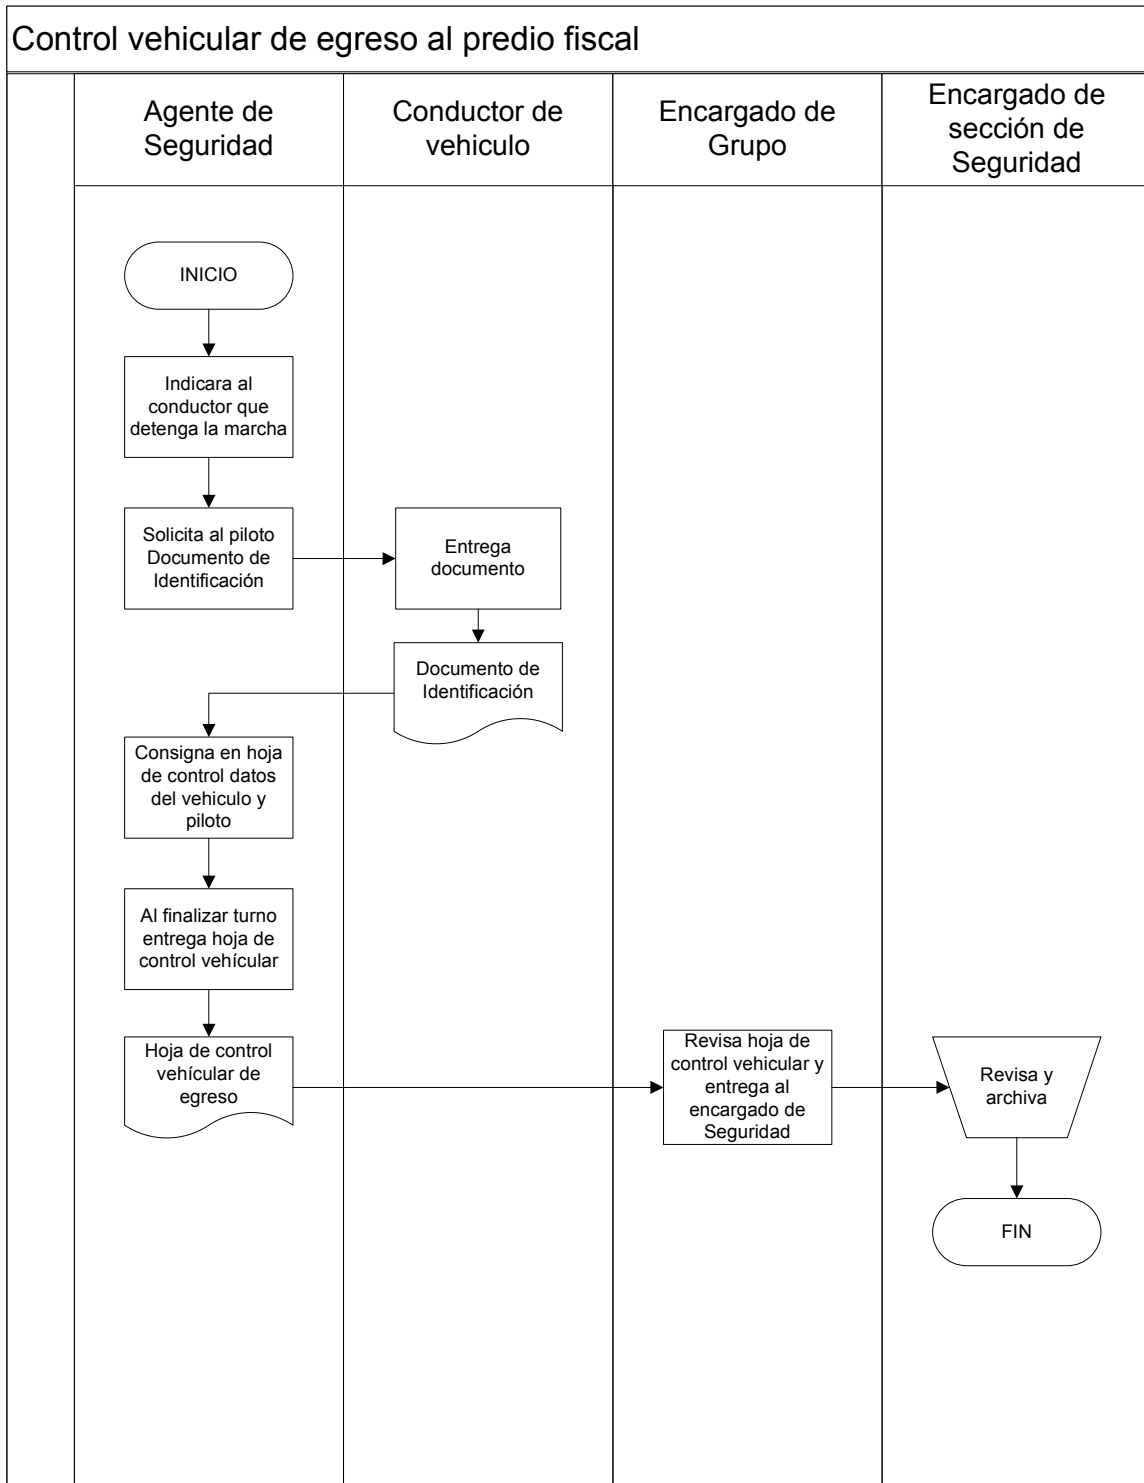 Control vehicular de egreso al predio fiscal
Agente de
Seguridad
Conductor de
vehiculo
Encargado de
Grupo
Encargado de
sección de
Seguridad
INICIO
Indicara al
conductor que
detenga la marcha
Solicita al piloto
Documento de
Identificación
Entrega
documento
Documento de
Identificación
Consigna en hoja
de control datos
del vehiculo y
piloto
Al finalizar turno
entrega hoja de
control vehícular
Hoja de control
vehícular de
egreso
Revisa hoja de
control vehicular y
entrega al
encargado de
Seguridad
Revisa y
archiva
FIN